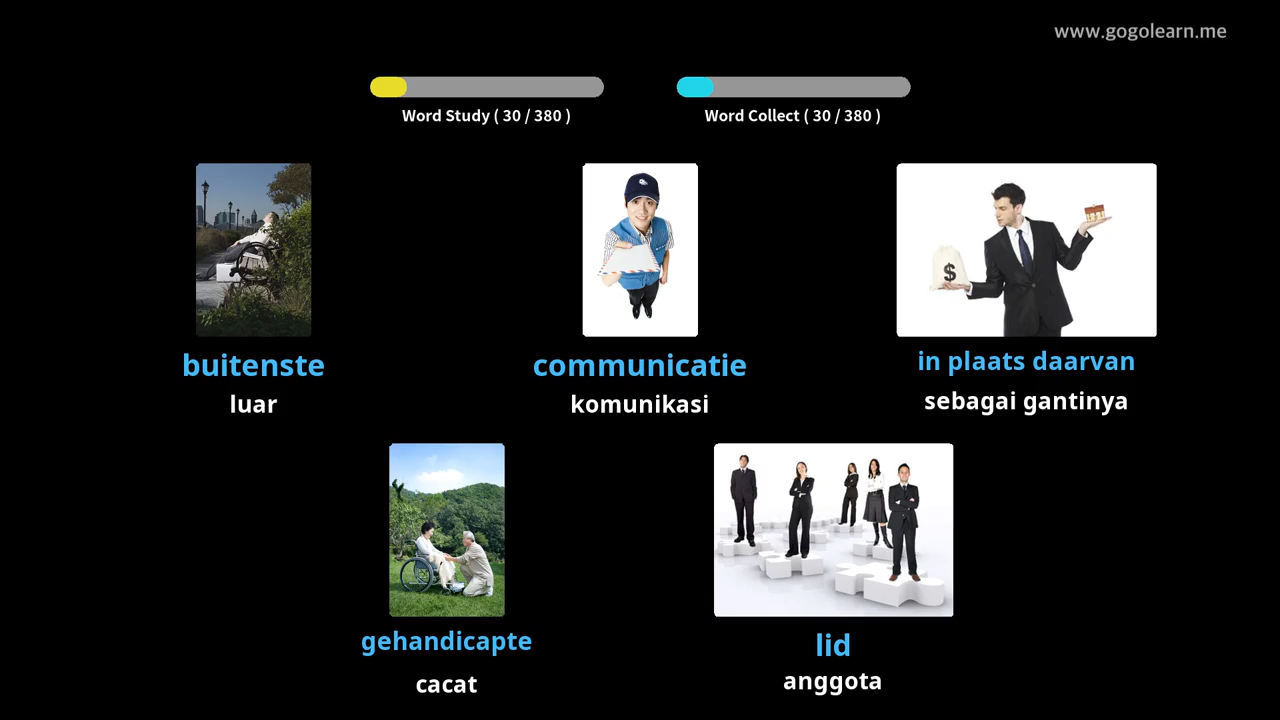 www.gogolearn.me
Word Study ( 30 / 380 )
Word Collect ( 30 / 380 )
buitenste
luar
communicatie
komunikasi
in plaats daarvan
sebagai gantinya
$
gehandicapte
cacat
lid
anggota